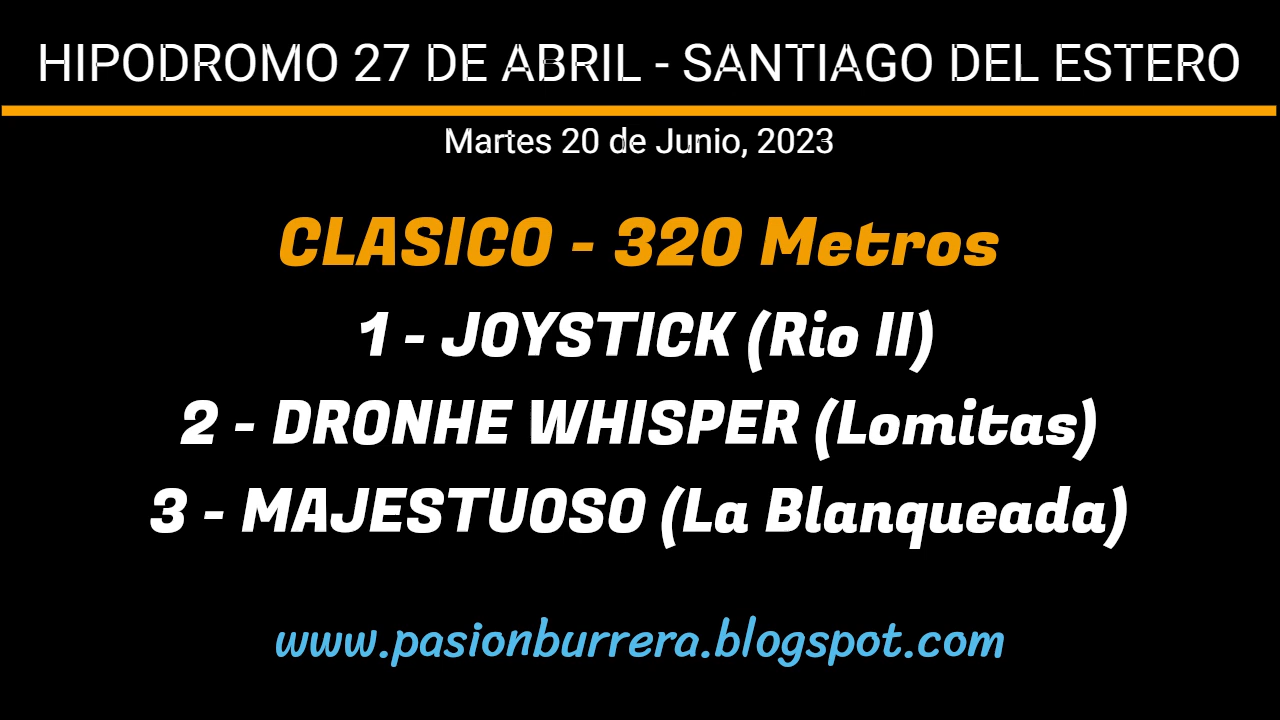 HIPODROMO 27 DE ABRIL - SANTIAGO DEL ESTERO
Martes 20 de Junio, 2023
CLASICO - 320 Metros
1 - JOYSTICK (Rio II)
2 - DRONHE WHISPER (Lomitas)
3 - MAJESTUOSO (La Blanqueada)
www.pasionburrera.blogspot.com